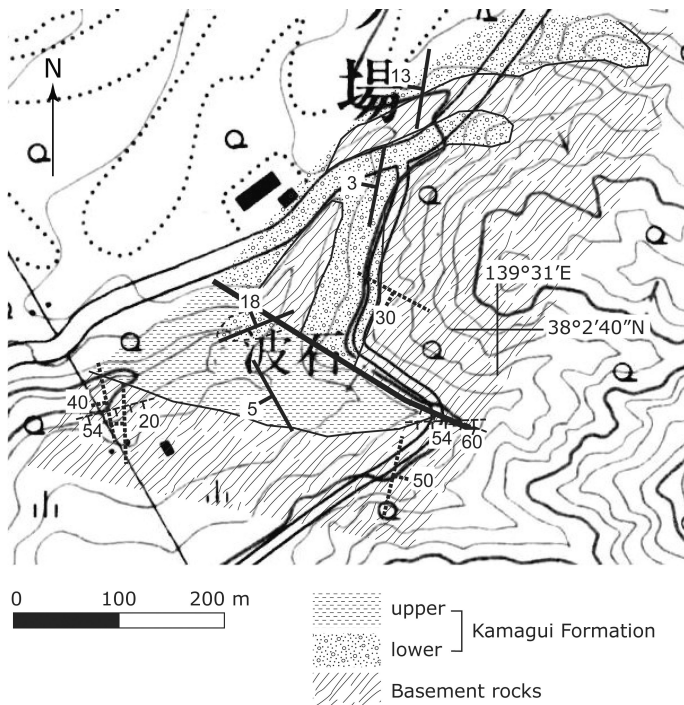 N
場
13
3
139°31′E
38°2′40″N
18
30
波石
5
40
54
20
54
60
50
0 100 200 m
upper
lower
Kamagui Formation
Basement rocks